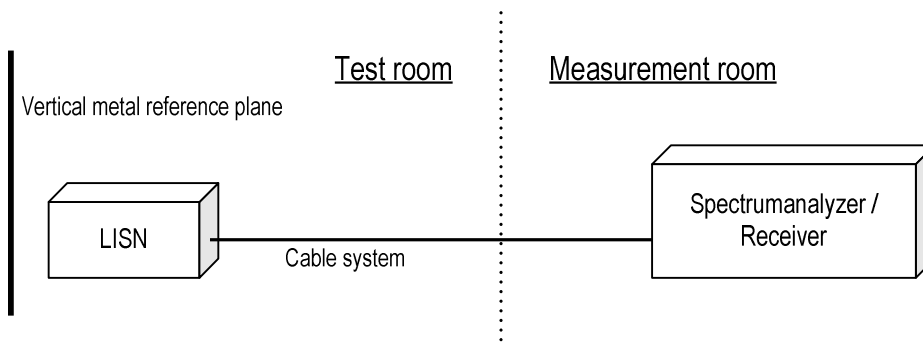 Test room
Measurement room
Vertical metal reference plane
LISN
Cable system
Spectrumanalyzer /
Receiver